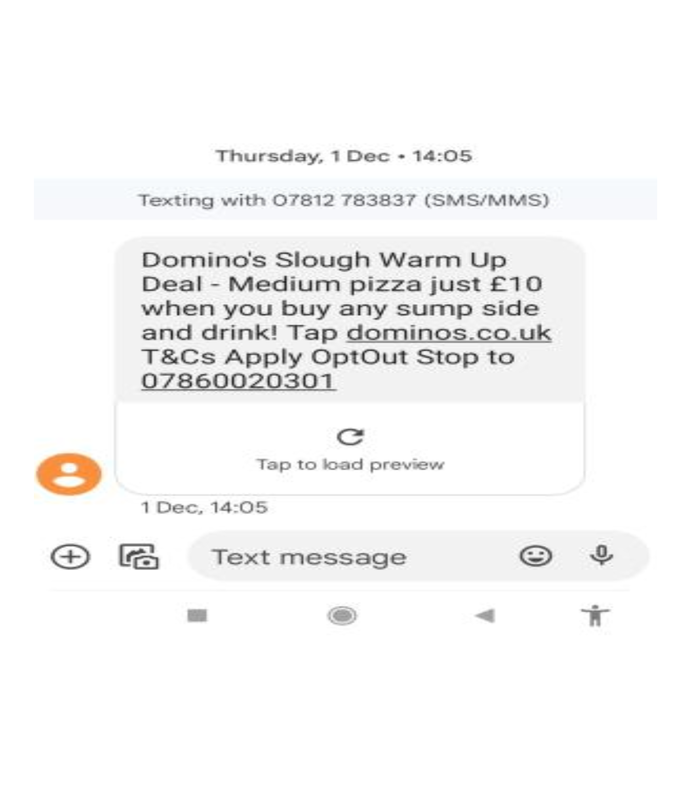 Thursday, 1 Dec • 14:05
Texting with 07812 783837 (SMS/MMS)
Domino's Slough Warm Up
Deal - Medium pizza just £10
when you buy any sump side
and drink! Tap dominos.co.uk
T&Cs Apply OptOut Stop to
07860020301
Tap to load preview
1 Dec, 14:05
Text message